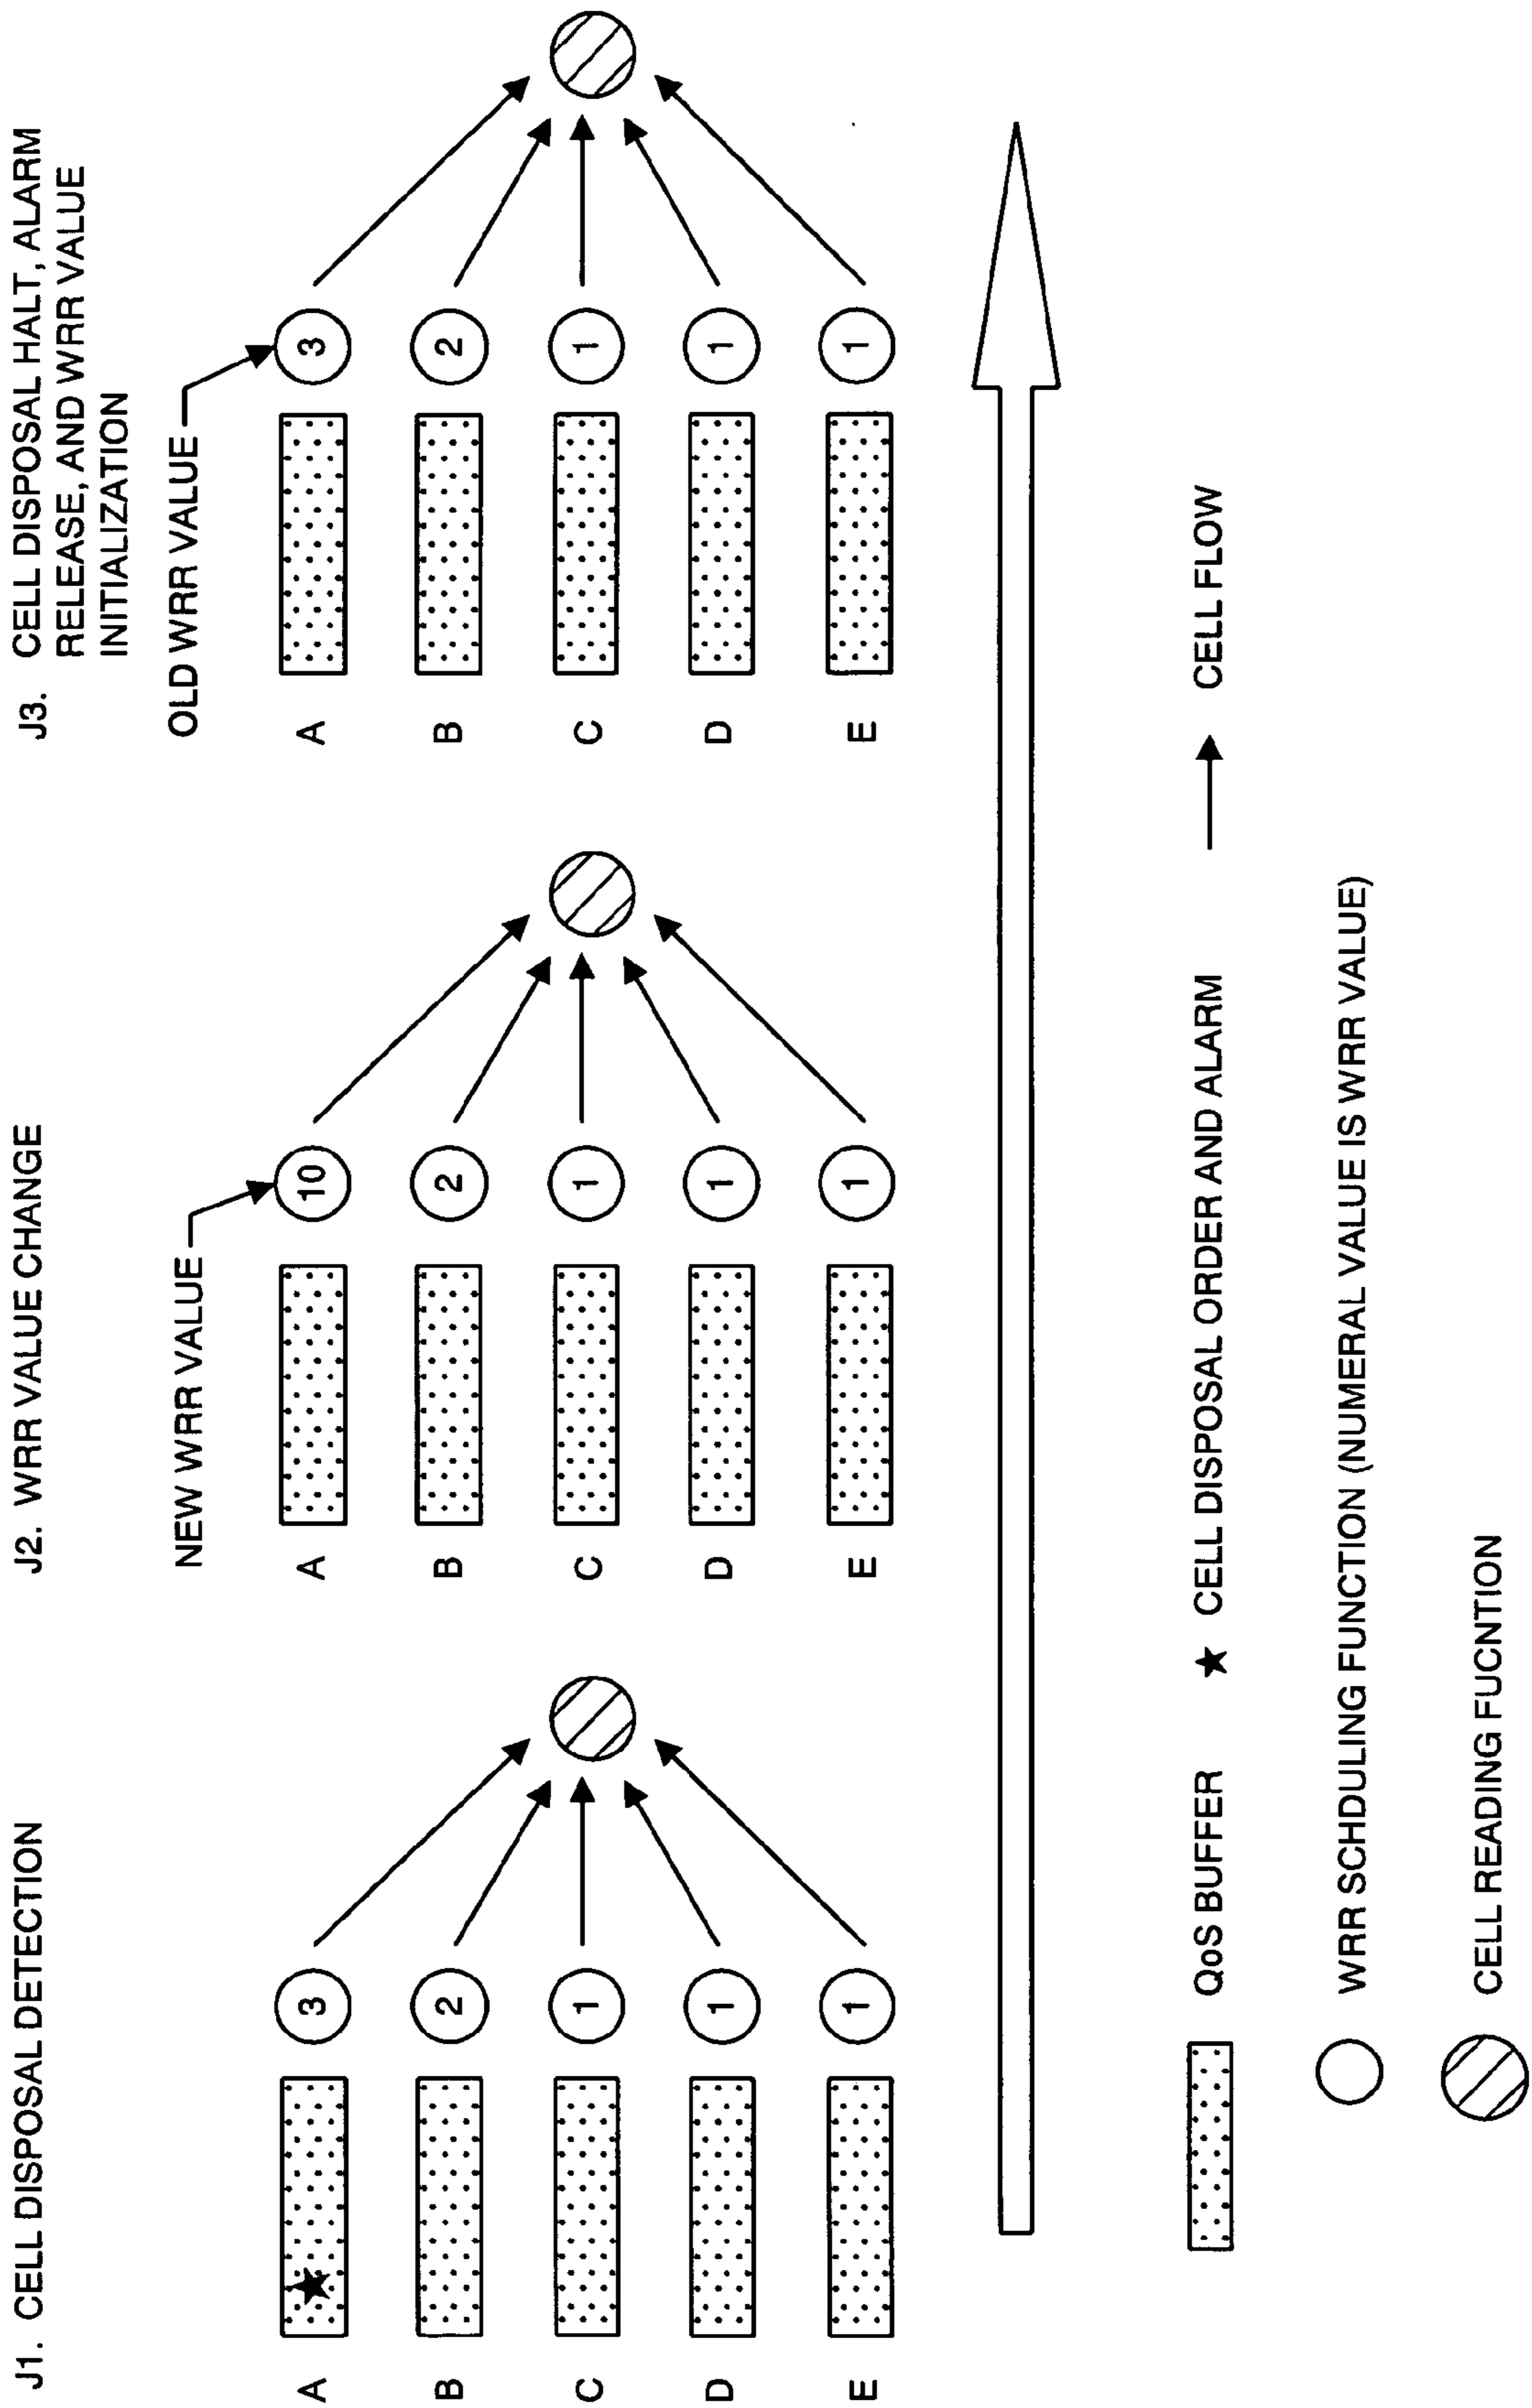 J1. CELL DISPOSAL DETECTION
A
3
B
2
C
1
D
1
E
1
J2. WRR VALUE CHANGE
NEW WRR VALUE
A
10
B
2
C
1
D
1
E
1
J3. CELL DISPOSAL HALT, ALARM
RELEASE, AND WRR VALUE
INITIALIZATION
OLD WRR VALUE
A
3
B
2
C
1
D
1
E
1
QoS BUFFER
★ CELL DISPOSAL ORDER AND ALARM
CELL FLOW
WRR SCHDULING FUNCTION (NUMERAL VALUE IS WRR VALUE)
CELL READING FUCNTION